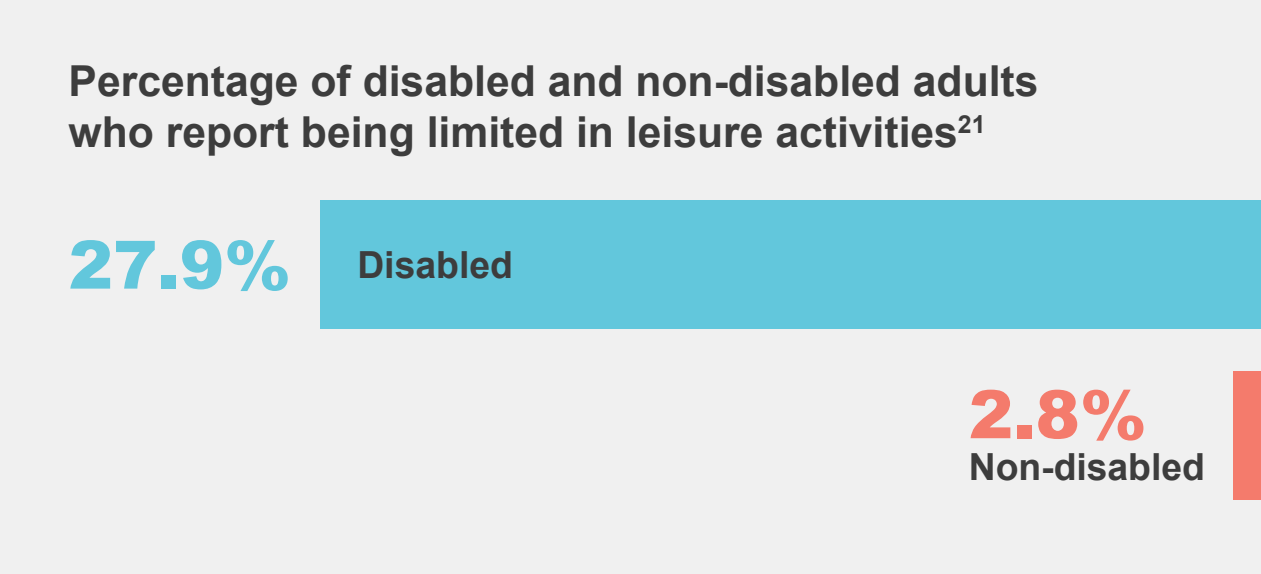 Percentage of disabled and non-disabled adults
who report being limited in leisure activities²¹
27.9% Disabled
2.8%
Non-disabled